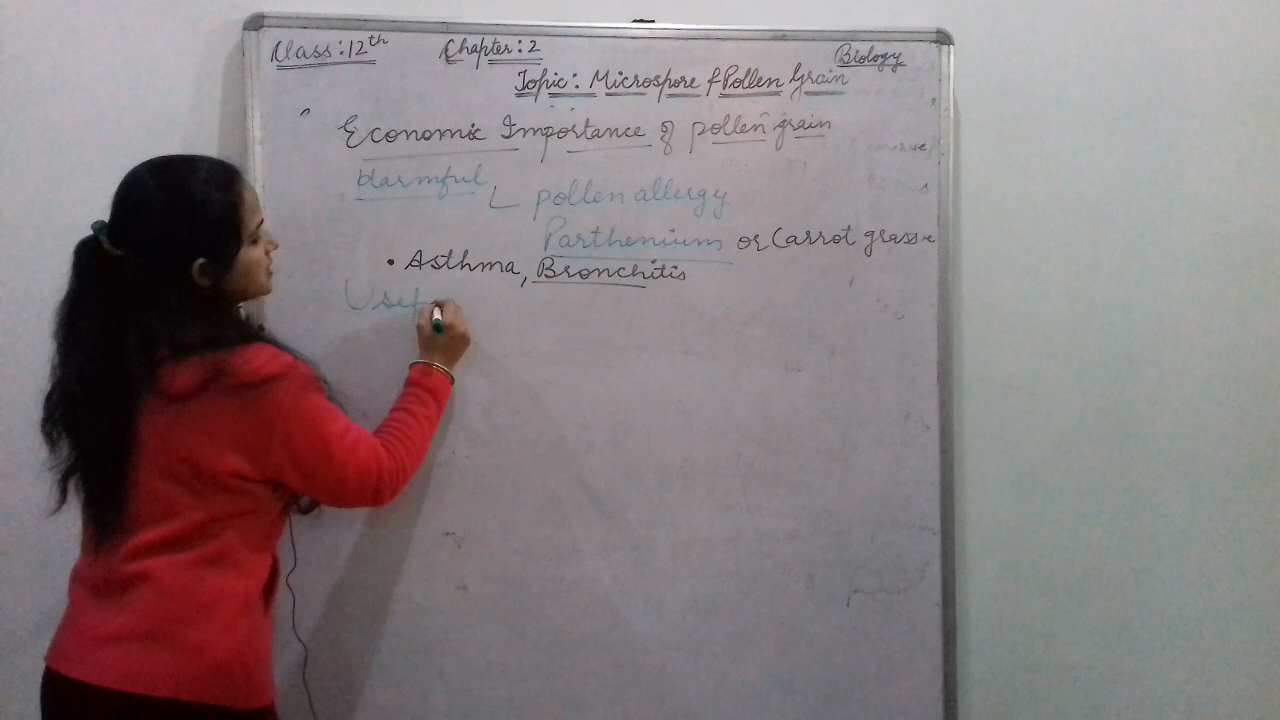 Class:12th Chapter:2 Biology
Topic: Microspore & Pollen Grain
Economic Importance of pollen grain
Harmful
pollen allergy
Parthenium or Carrot grass
• Asthma, Bronchitis
Usef